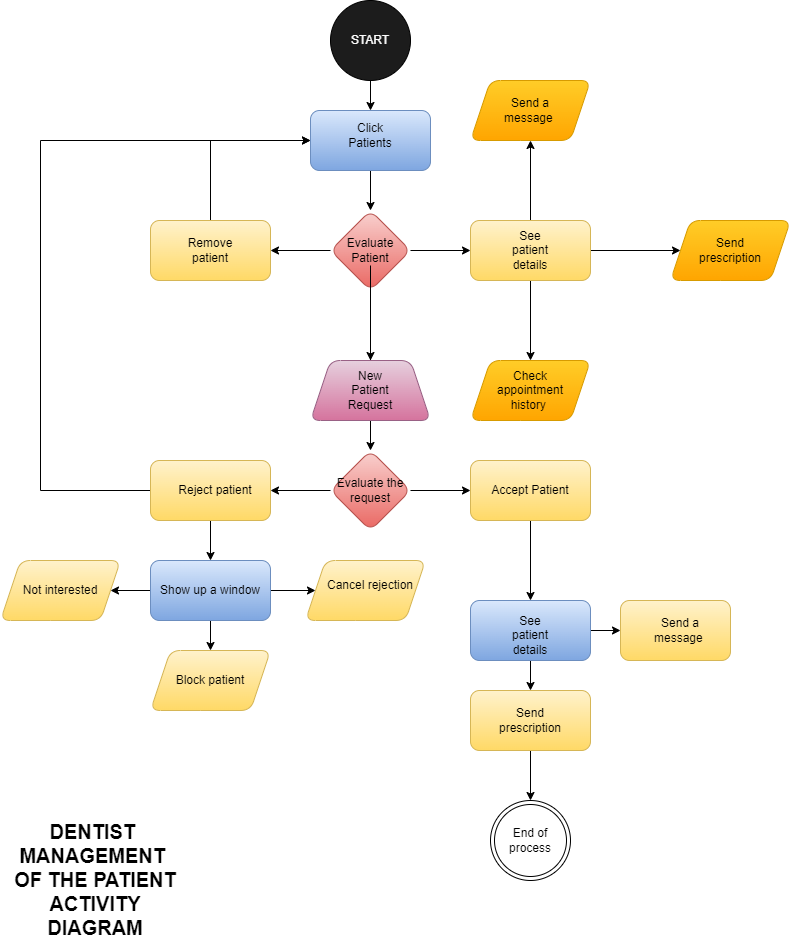 START
Click
Patients
Send a
message
Remove
patient
Evaluate
Patient
See
patient
details
Send
prescription
New
Patient
Request
Check
appointment
history
Reject patient
Evaluate the
request
Accept Patient
Not interested
Show up a window
Cancel rejection
See
patient
details
Send a
message
Block patient
Send
prescription
End of
process
DENTIST
MANAGEMENT
OF THE PATIENT
ACTIVITY
DIAGRAM